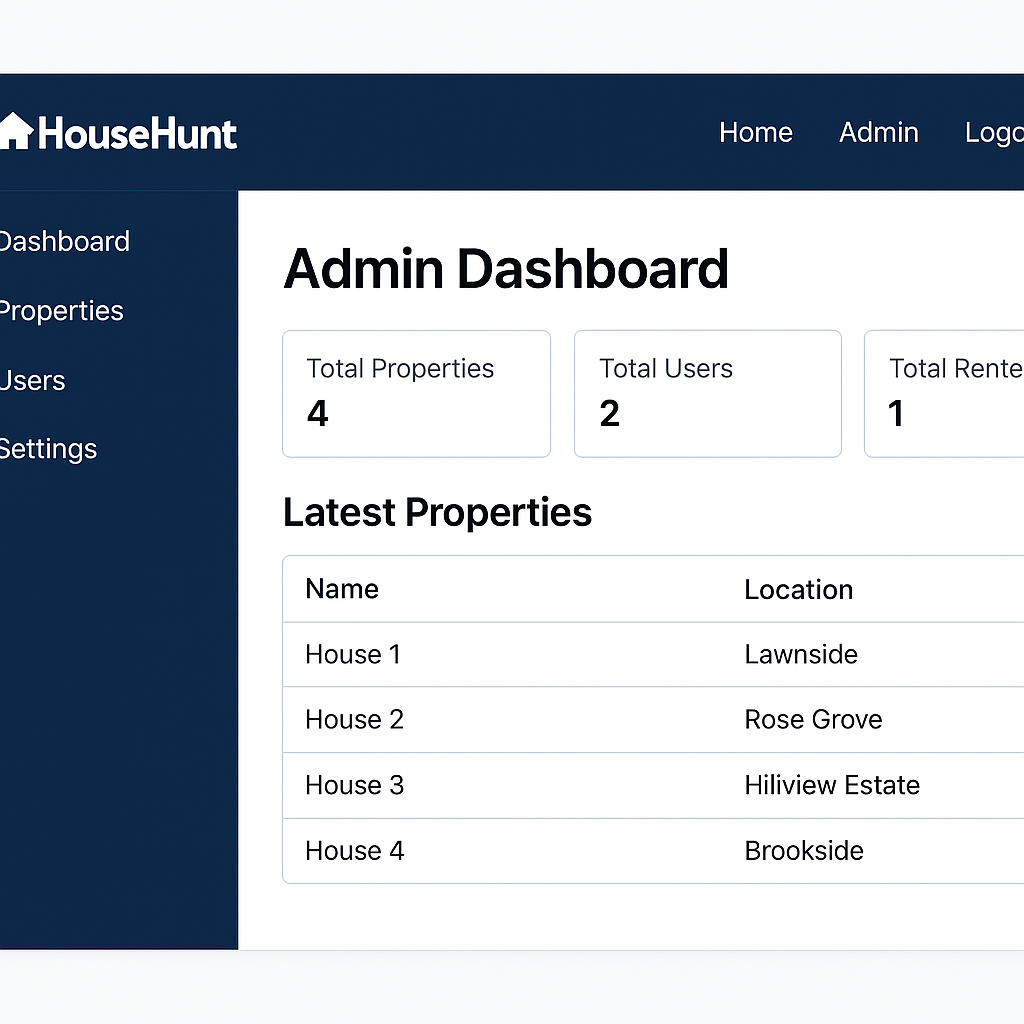 HouseHunt
Home Admin Logo
Dashboard
Properties
Users
Settings
Admin Dashboard
Total Properties
4
Total Users
2
Total Rente
1
Latest Properties
Name Location
House 1 Lawnside
House 2 Rose Grove
House 3 Hiliview Estate
House 4 Brookside